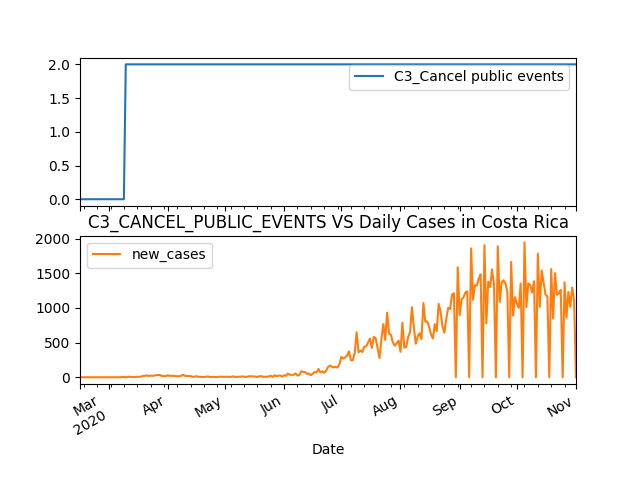 2.0
1.5
1.0
0.5
0.0
C3_Cancel public events
C3_CANCEL_PUBLIC_EVENTS VS Daily Cases in Costa Rica
2000
1500
1000
500
0
new_cases
Mar
2020
Apr
May
Jun
Jul
Aug
Sep
Oct
Nov
Date